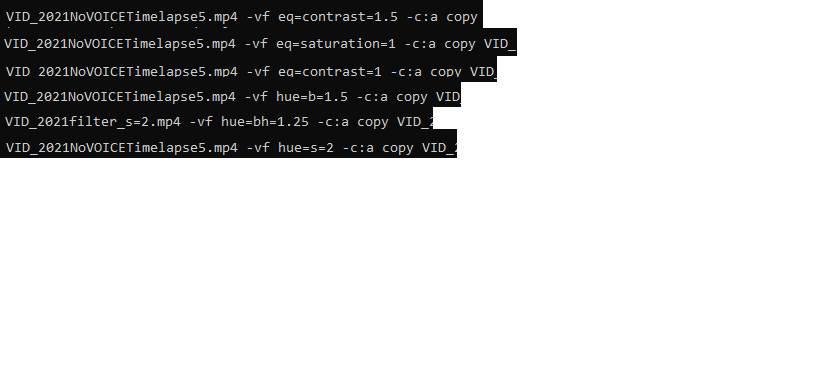 VID_2021NoVOICETimelapse5.mp4 -vf eq=contrast=1.5 -c:a copy
VID_2021NoVOICETimelapse5.mp4 -vf eq=saturation=1 -c:a copy VID_
VID_2021NoVOICETimelapse5.mp4 -vf eq=contrast=1 -c:a copy VID_
VID_2021NoVOICETimelapse5.mp4 -vf hue=b=1.5 -c:a copy VID_
VID_2021filter_s=2.mp4 -vf hue=bh=1.25 -c:a copy VID_2
VID_2021NoVOICETimelapse5.mp4 -vf hue=s=2 -c:a copy VID_2